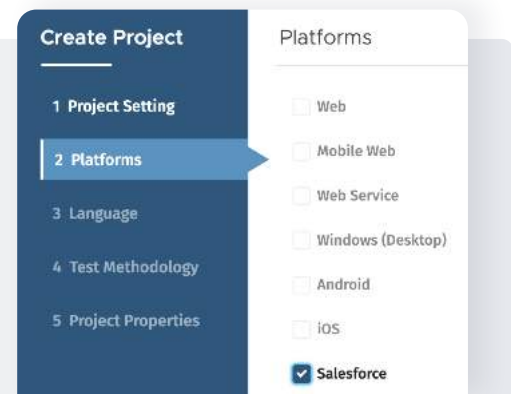 Create Project
1 Project Setting
2 Platforms
3 Language
4 Test Methodology
5 Project Properties
Platforms
Web
Mobile Web
Web Service
Windows (Desktop)
Android
iOS
Salesforce